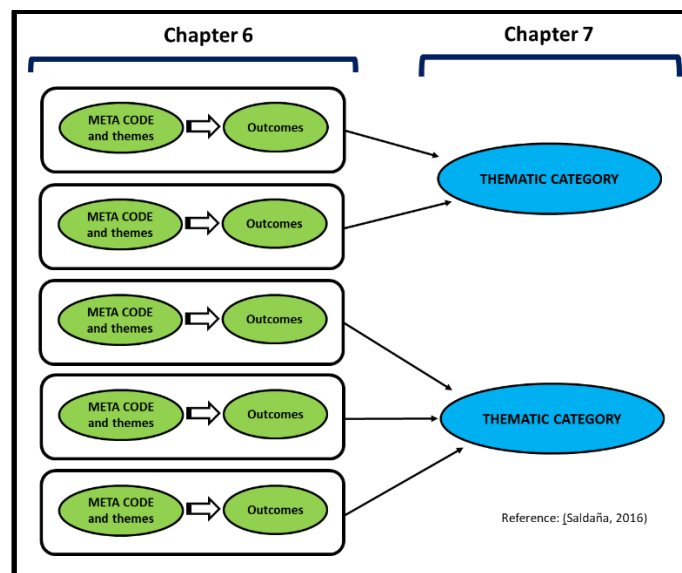 Chapter 6
Chapter 7
META CODE
and themes
Outcomes
META CODE
and themes
Outcomes
THEMATIC CATEGORY
META CODE
and themes
Outcomes
META CODE
and themes
Outcomes
THEMATIC CATEGORY
META CODE
and themes
Outcomes
Reference: (Saldaña, 2016)